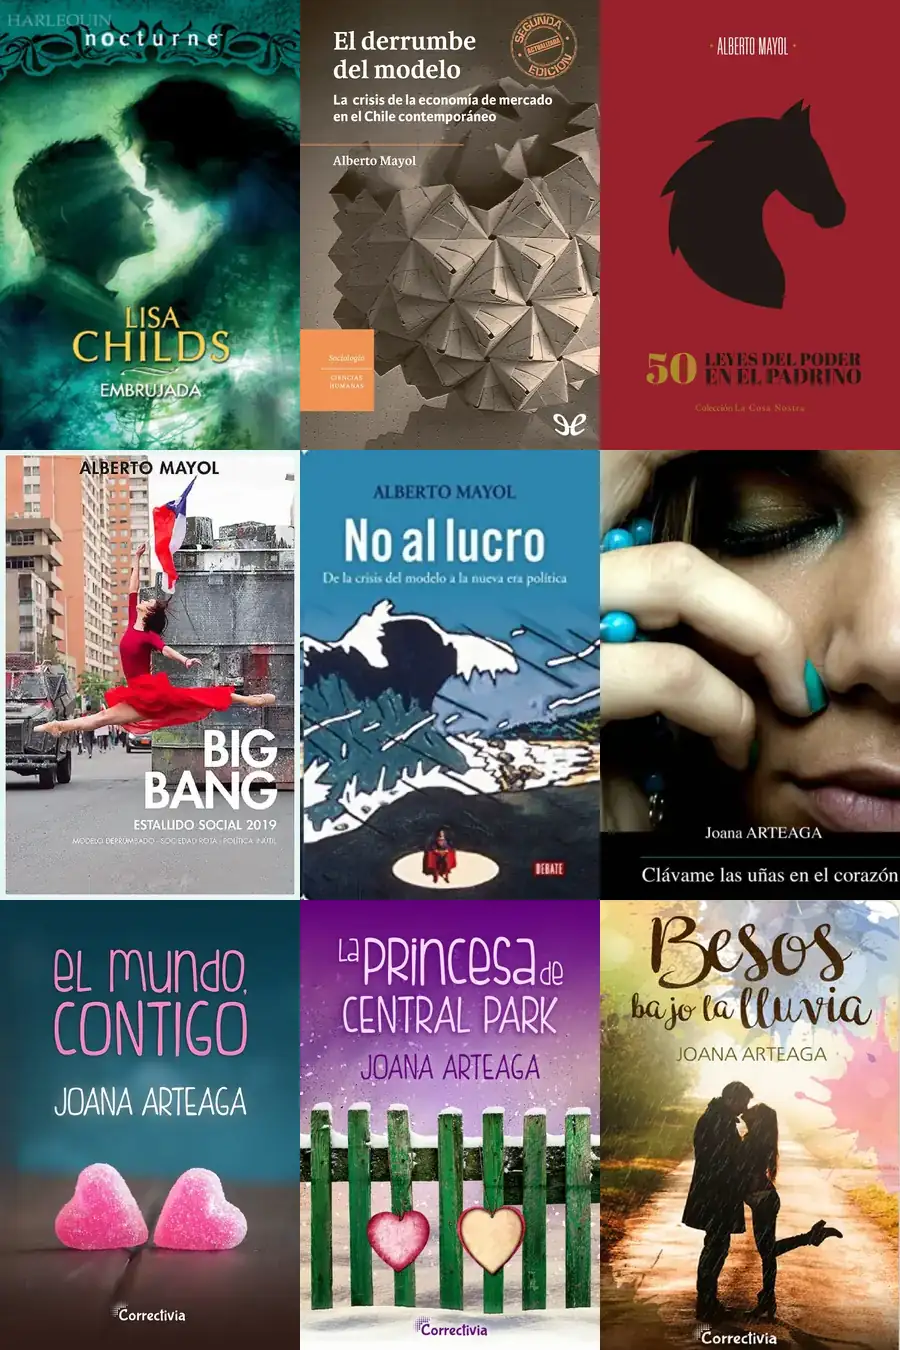 HARLEQUIN
nocturne
LISA
CHILDS
EMBRUJADA
El derrumbe
del modelo
La crisis de la economía de mercado
en el Chile contemporáneo
Alberto Mayol
SEGUNDA
ACTUALIZADA
EDICIÓN
Sociología
CIENCIAS
HUMANAS
ALBERTO MAYOL
50 LEYES DEL PODER
EN EL PADRINO
Colección La Cosa Nostra
ALBERTO MAYOL
BIG
BANG
ESTALLIDO SOCIAL 2019
MODELO DERRUMBADO - SOCIEDAD ROTA | POLÍTICA INÚTIL
ALBERTO MAYOL
No al lucro
De la crisis del modelo a la nueva era política
DEBATE
Joana ARTEAGA
Clávame las uñas en el corazón
EL MUNDO,
CONTIGO
JOANA ARTEAGA
Correctivia
La PRINCESA de
CENTRAL PARK
JOANA ARTEAGA
Correctivia
Besos
bajo la lluvia
JOANA ARTEAGA
Correctivia